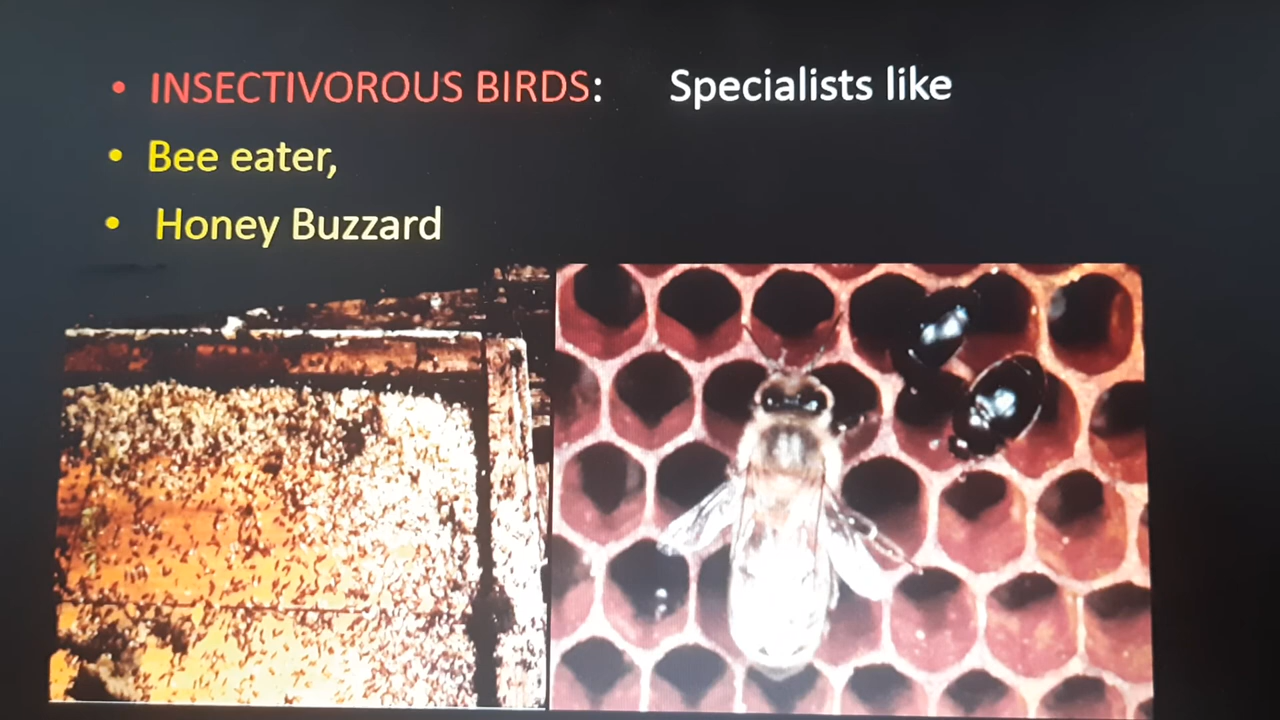 • INSECTIVOROUS BIRDS: Specialists like
• Bee eater,
• Honey Buzzard